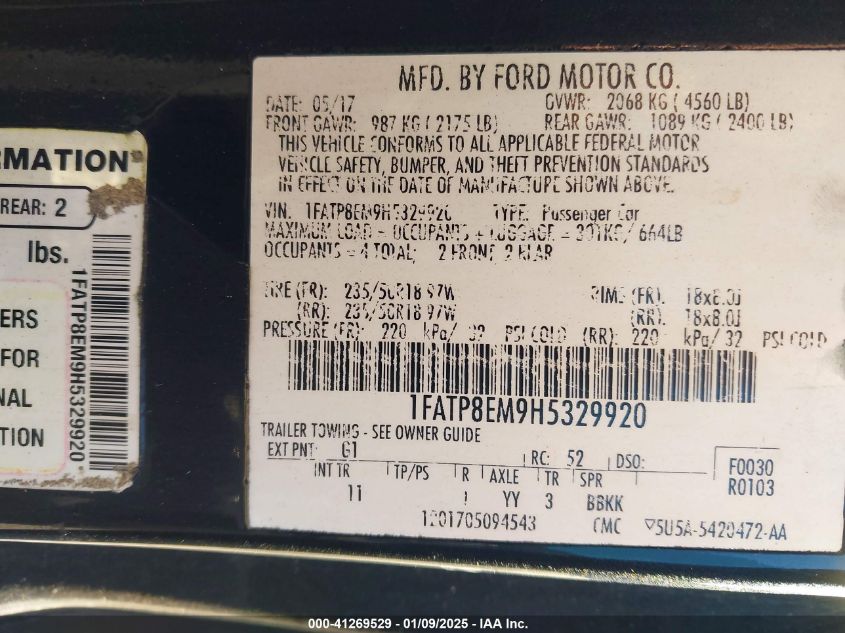 RMATION
REAR: 2
lbs.
ERS
FOR
NAL
TION
1FATP8EM9H5329920
MFD. BY FORD MOTOR CO.
DATE: 05/17 GVWR: 2068 KG ( 4560 LB)
FRONT GAWR: 987 KG ( 2175 LB) REAR GAWR: 1089 KG ( 2400 LB)
THIS VEHICLE CONFORMS TO ALL APPLICABLE FEDERAL MOTOR
VEHICLE SAFETY, BUMPER, AND THEFT PREVENTION STANDARDS
IN EFFECT ON THE DATE OF MANUFACTURE SHOWN ABOVE.
VIN: 1FATP8EM9H5329920 TYPE: Passenger Car
MAXIMUM LOAD = OCCUPANTS + LUGGAGE = 301KG / 664LB
OCCUPANTS = 4 TOTAL; 2 FRONT, 2 REAR
TIRE (FR): 235/50R18 97W RIMS (FR): 18x8.0J
(RR): 235/50R18 97W (RR): 18x8.0J
PRESSURE (FR): 220 kPa/ 32 PSI COLD (RR): 220 kPa/ 32 PSI COLD
1FATP8EM9H5329920
TRAILER TOWING - SEE OWNER GUIDE
EXT PNT: G1 RC: 52 DSO: F0030
INT TR TP/PS R AXLE TR SPR R0103
11 YY 3 BBKK
1201705094543 CMC 5U5A-5420472-AA
000-41269529 - 01/09/2025 - IAA Inc.